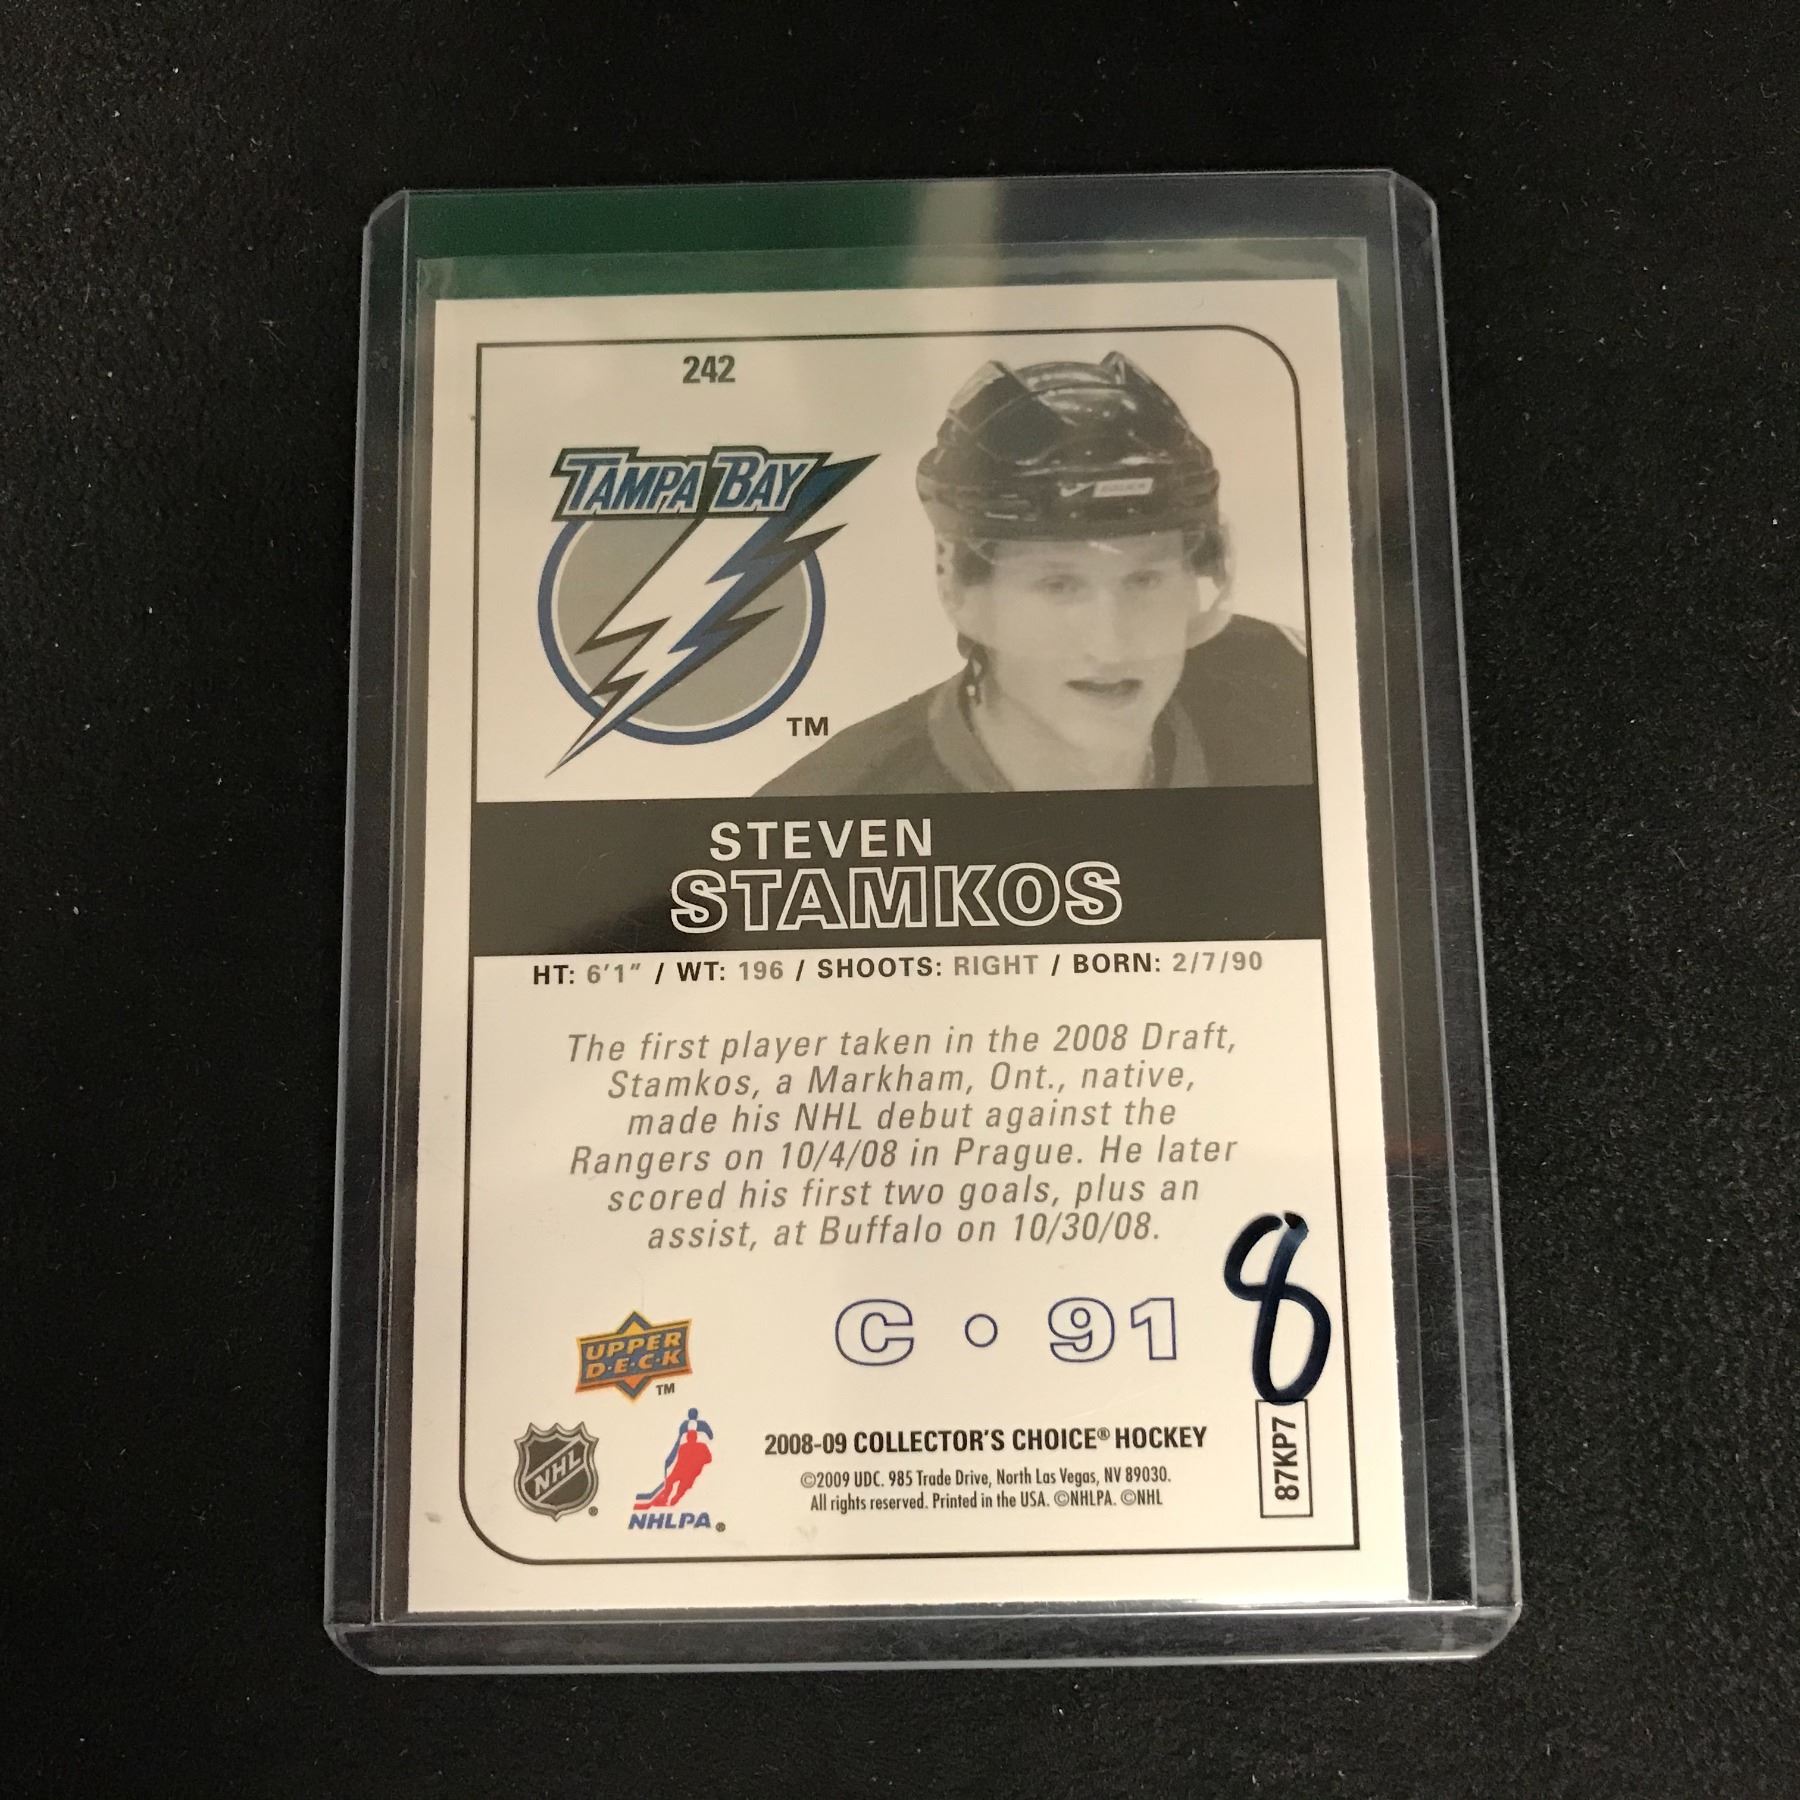 242
TAMPA BAY
TM
STEVEN
STAMKOS
HT: 6'1" / WT: 196 / SHOOTS: RIGHT / BORN: 2/7/90
The first player taken in the 2008 Draft,
Stamkos, a Markham, Ont., native,
made his NHL debut against the
Rangers on 10/4/08 in Prague. He later
scored his first two goals, plus an
assist, at Buffalo on 10/30/08.
8
C • 91
UPPER
D·E·C·K
TM
87KP7
NHL®
NHLPA®
2008-09 COLLECTOR'S CHOICE® HOCKEY
©2009 UDC. 985 Trade Drive, North Las Vegas, NV 89030.
All rights reserved. Printed in the USA. ©NHLPA. ©NHL